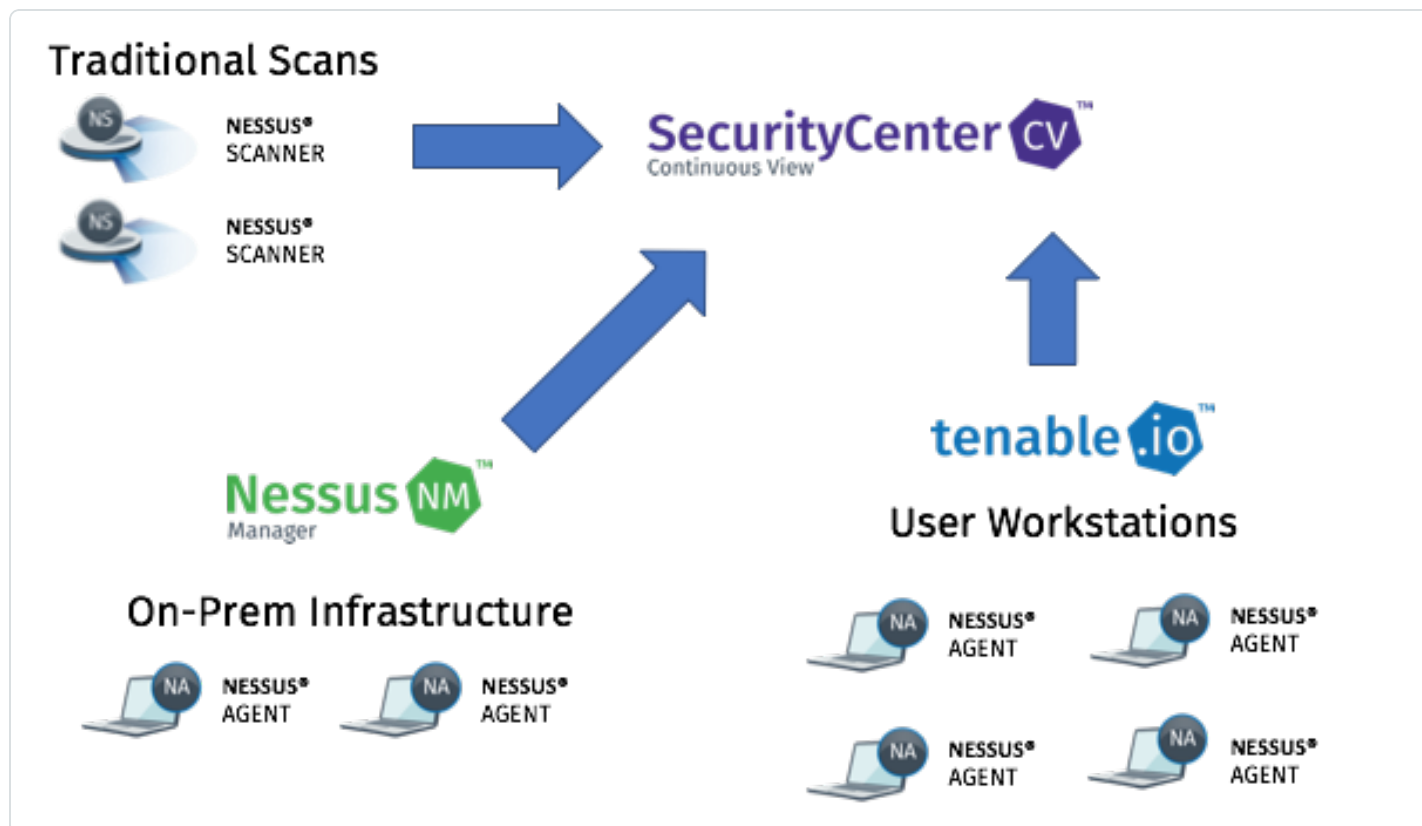 Traditional Scans
NS
NESSUS®
SCANNER
NS
NESSUS®
SCANNER
SecurityCenter CV™
Continuous View
tenable .io™
Nessus NM™
Manager
User Workstations
On-Prem Infrastructure
NA
NESSUS®
AGENT
NA
NESSUS®
AGENT
NA
NESSUS®
AGENT
NA
NESSUS®
AGENT
NA
NESSUS®
AGENT
NA
NESSUS®
AGENT